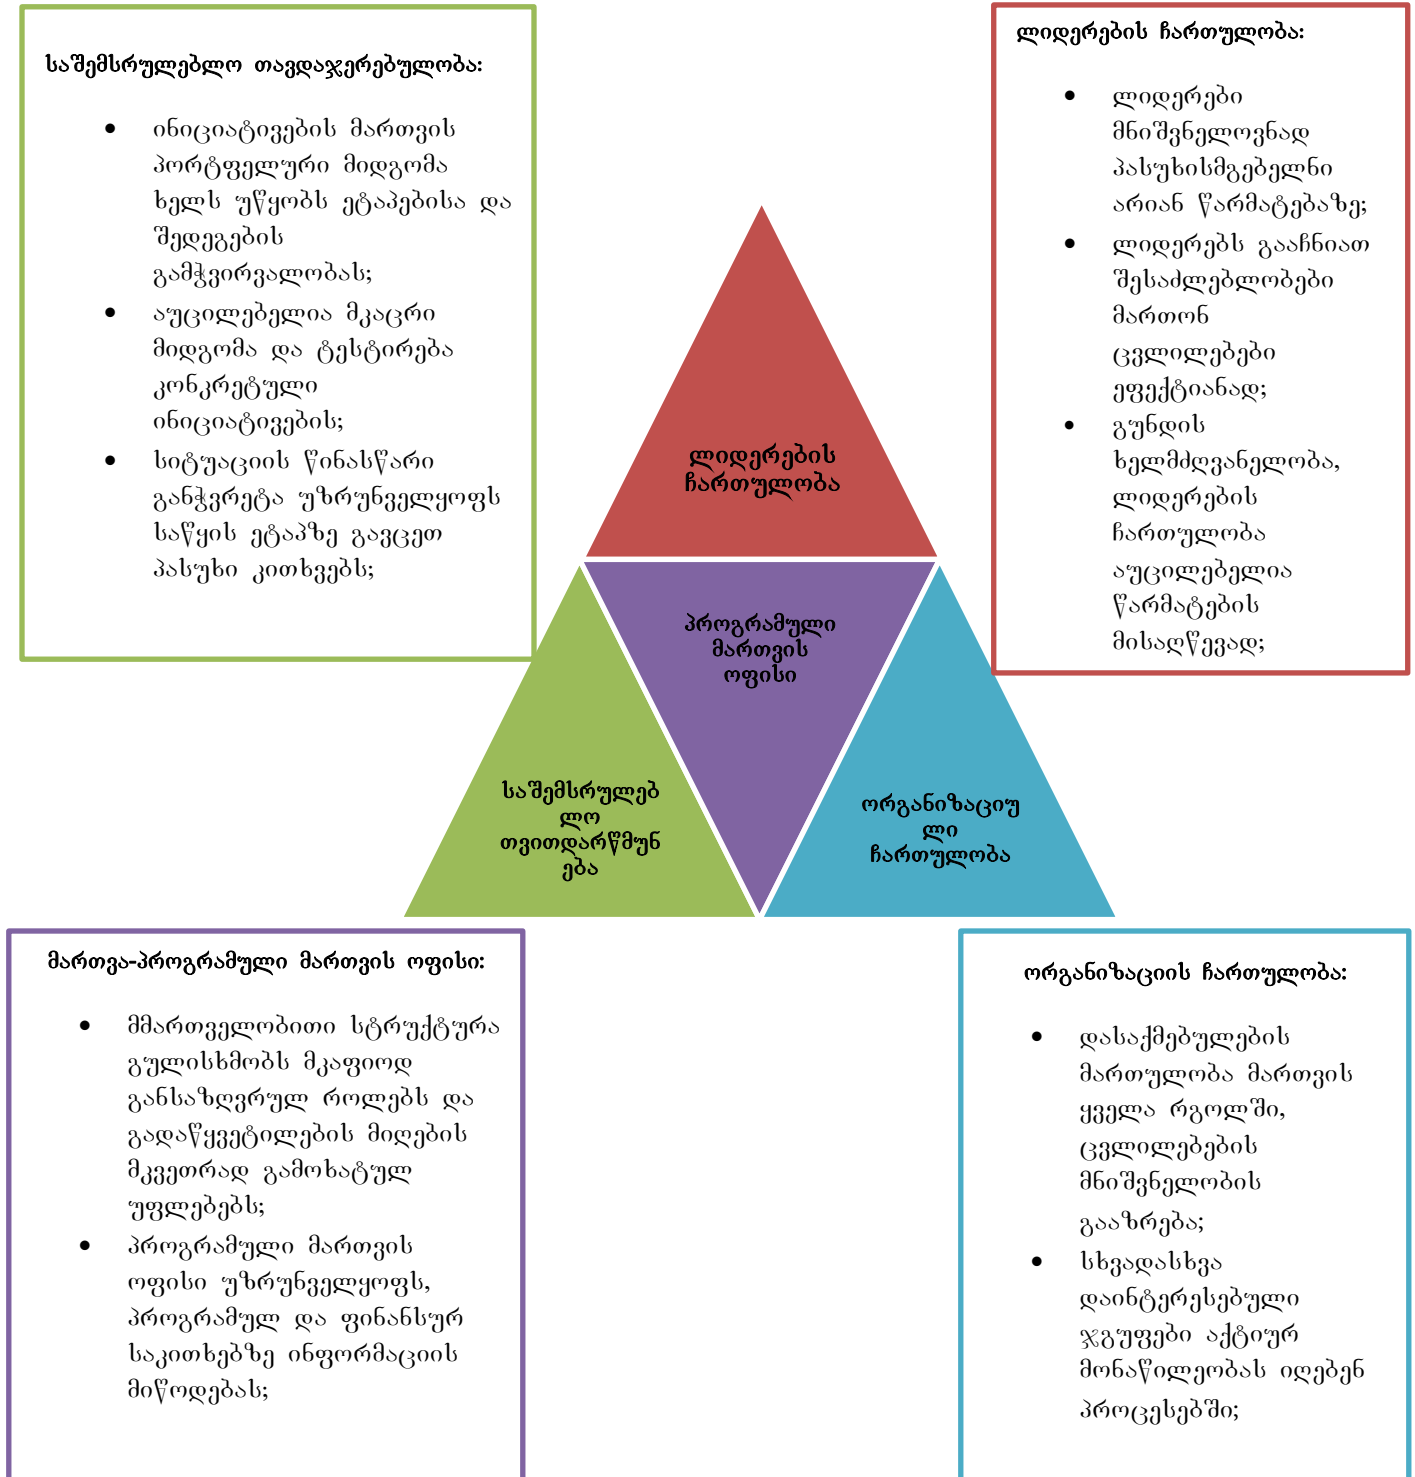 საშემსრულებლო თავდაჯერებულობა:
• ინიციატივების მართვის
პორტფელური მიდგომა
ხელს უწყობს ეტაპებისა და
შედეგების
გამჭვირვალობას;
• აუცილებელია მკაცრი
მიდგომა და ტესტირება
კონკრეტული
ინიციატივების;
• სიტუაციის წინასწარი
განჭვრეტა უზრუნველყოფს
საწყის ეტაპზე გავცეთ
პასუხი კითხვებს;
ლიდერების ჩართულობა:
• ლიდერები
მნიშვნელოვნად
პასუხისმგებელნი
არიან წარმატებაზე;
• ლიდერებს გააჩნიათ
შესაძლებლობები
მართონ
ცვლილებები
ეფექტიანად;
• გუნდის
ხელმძღვანელობა,
ლიდერების
ჩართულობა
აუცილებელია
წარმატების
მისაღწევად;
ლიდერების
ჩართულობა
პროგრამული
მართვის
ოფისი
საშემსრულებ
ლო
თვითდარწმუნ
ება
ორგანიზაციუ
ლი
ჩართულობა
მართვა-პროგრამული მართვის ოფისი:
• მმართველობითი სტრუქტურა
გულისხმობს მკაფიოდ
განსაზღვრულ როლებს და
გადაწყვეტილების მიღების
მკვეთრად გამოხატულ
უფლებებს;
• პროგრამული მართვის
ოფისი უზრუნველყოფს,
პროგრამულ და ფინანსურ
საკითხებზე ინფორმაციის
მიწოდებას;
ორგანიზაციის ჩართულობა:
• დასაქმებულების
მართულობა მართვის
ყველა რგოლში,
ცვლილებების
მნიშვნელობის
გააზრება;
• სხვადასხვა
დაინტერესებული
ჯგუფები აქტიურ
მონაწილეობას იღებენ
პროცესებში;